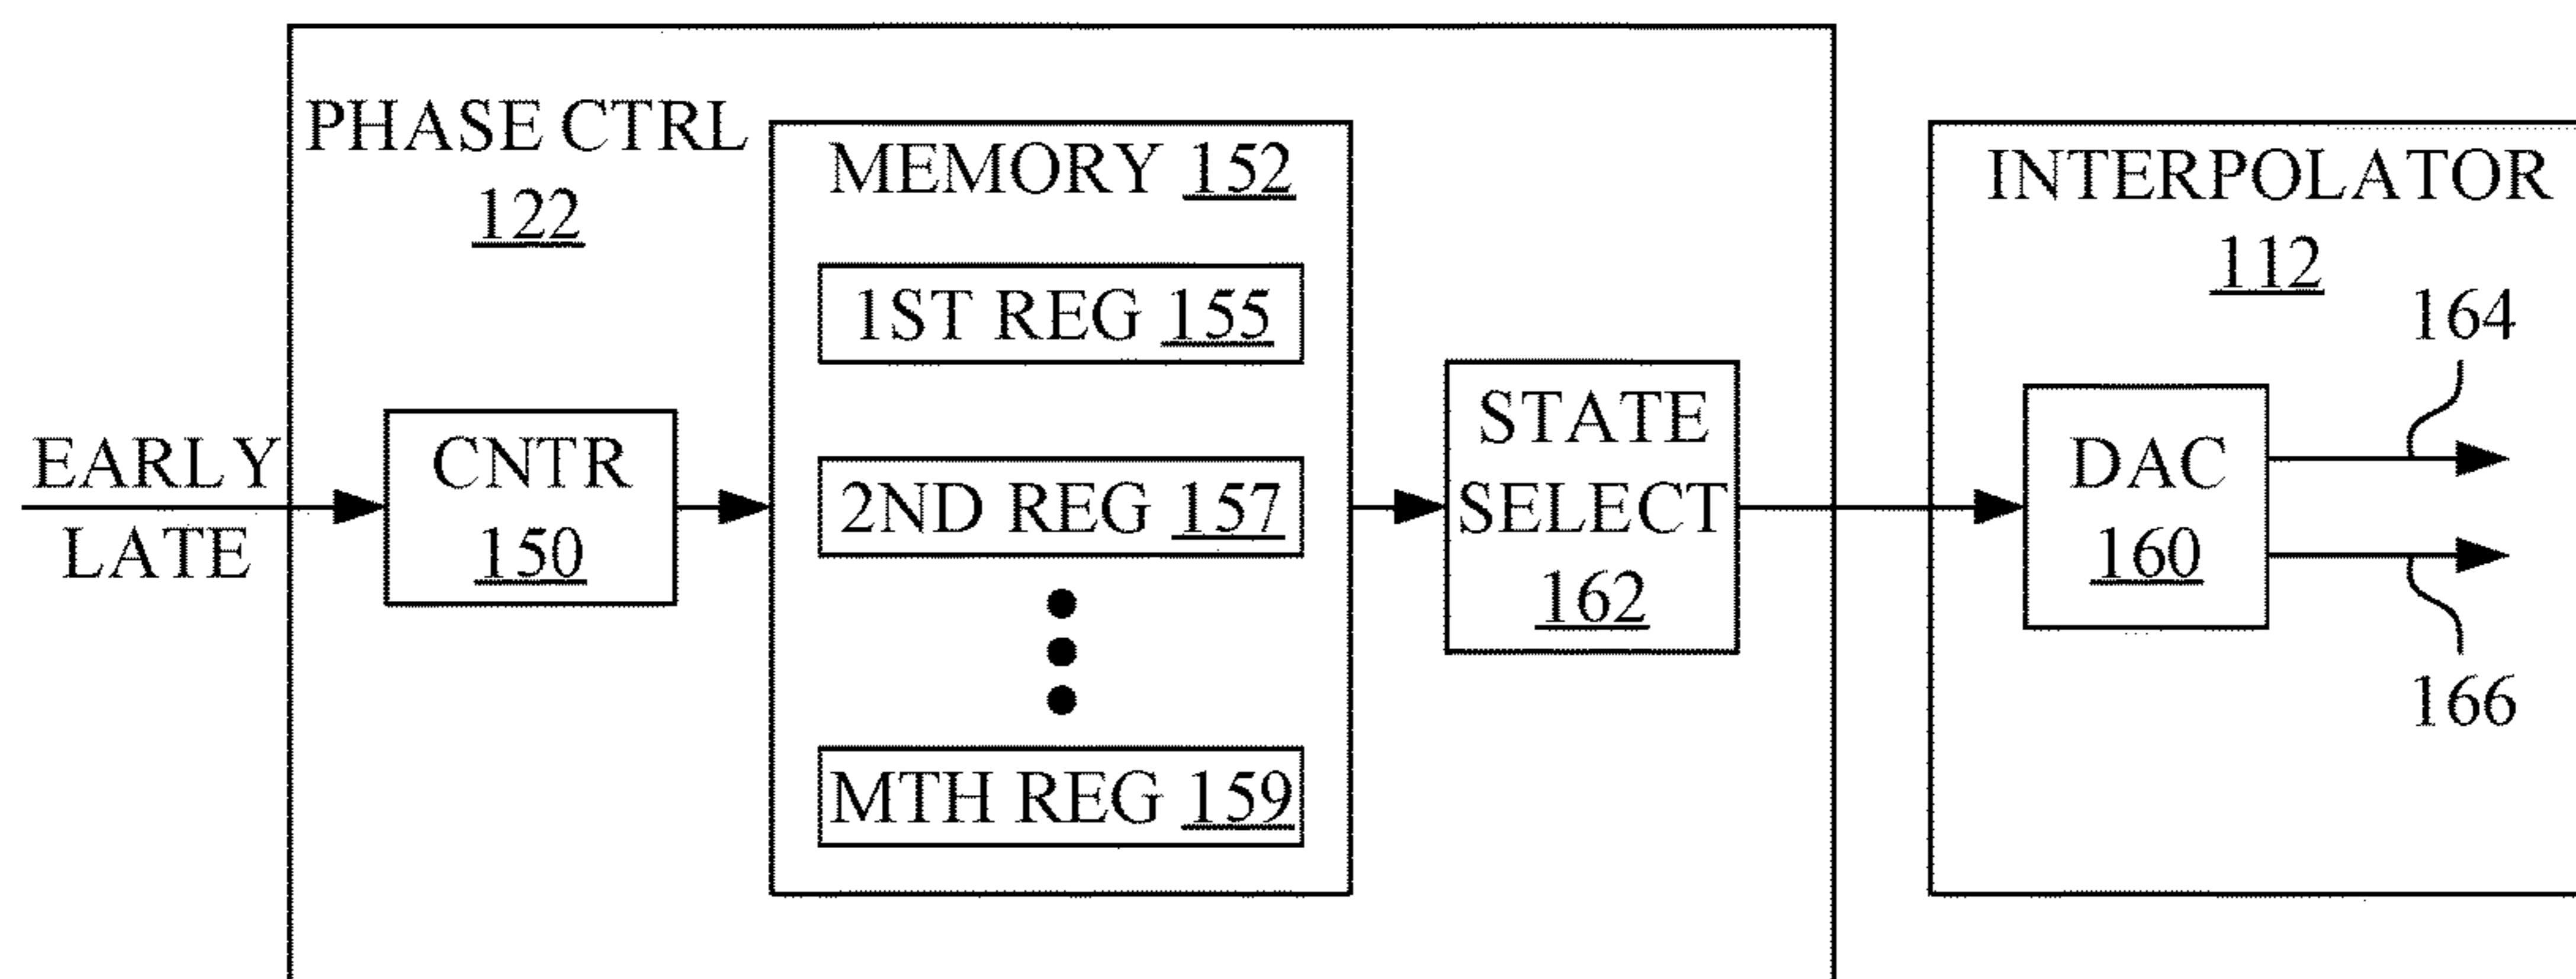 PHASE CTRL
122
EARLY
LATE
CNTR
150
MEMORY 152
1ST REG 155
2ND REG 157
MTH REG 159
STATE
SELECT
162
INTERPOLATOR
112
164
DAC
160
166